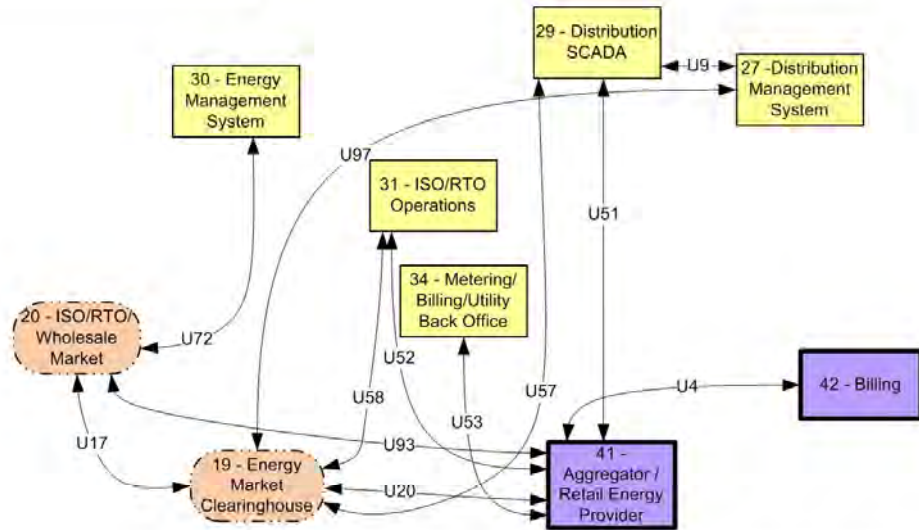 29 - Distribution
SCADA
U9
27 -Distribution
Management
System
30 - Energy
Management
System
U97
31 - ISO/RTO
Operations
U51
34 - Metering/
Billing/Utility
Back Office
20 - ISO/RTO/
Wholesale
Market
U72
U52
U58
U53
U57
U4
42 - Billing
U17
U93
19 - Energy
Market
Clearinghouse
U20
41 -
Aggregator /
Retail Energy
Provider